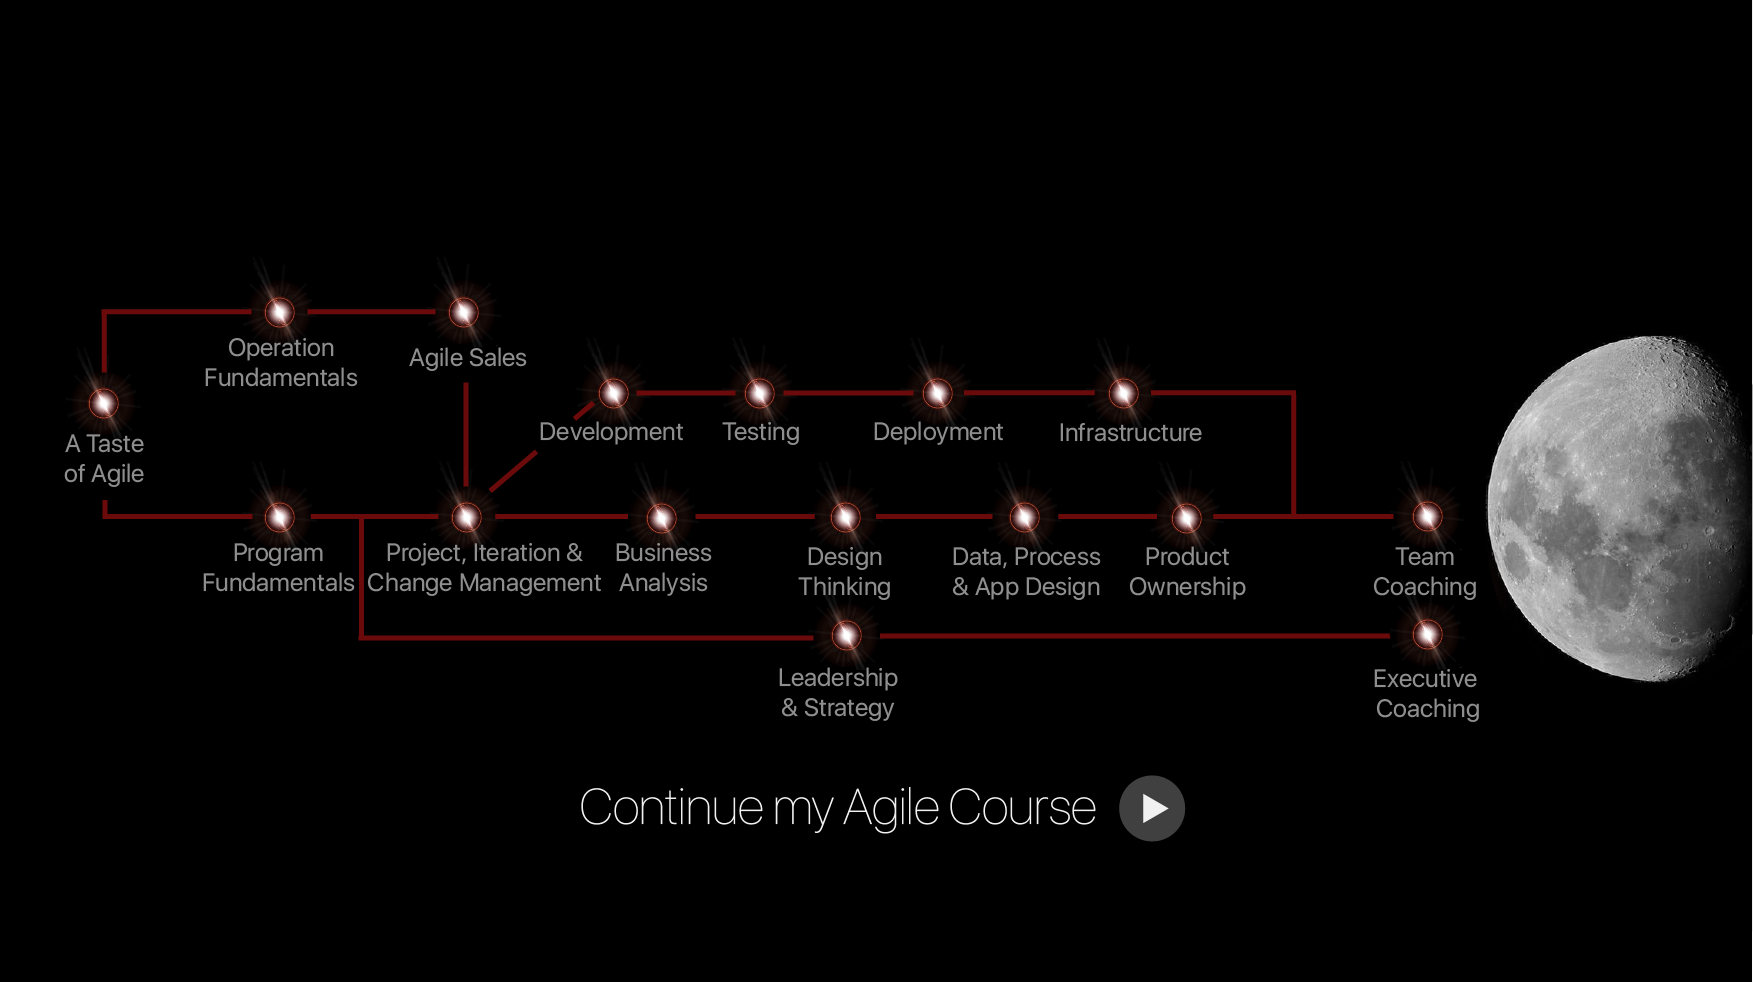 Operation
Fundamentals
Agile Sales
A Taste
of Agile
Development
Testing
Deployment
Infrastructure
Program
Fundamentals
Project, Iteration &
Change Management
Business
Analysis
Design
Thinking
Data, Process
& App Design
Product
Ownership
Team
Coaching
Leadership
& Strategy
Executive
Coaching
Continue my Agile Course